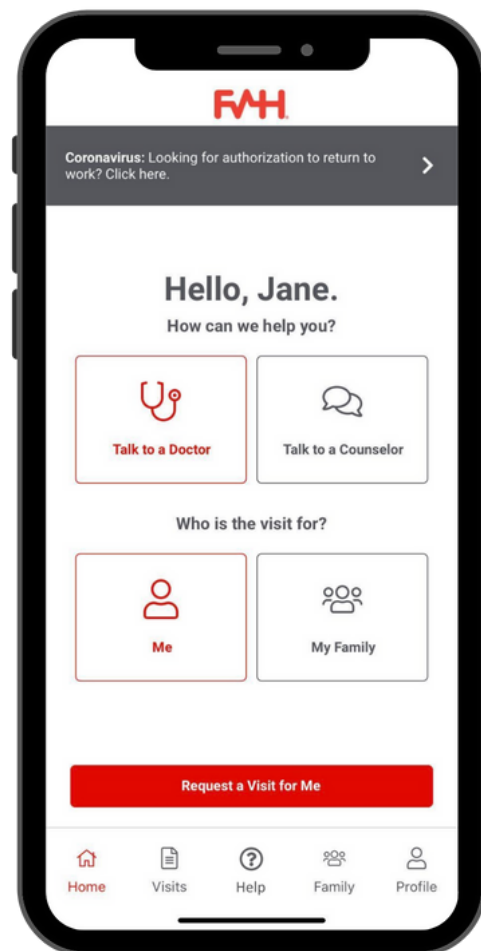 FMH
Coronavirus: Looking for authorization to return to
work? Click here.
Hello, Jane.
How can we help you?
Talk to a Doctor
Talk to a Counselor
Who is the visit for?
Me
My Family
Request a Visit for Me
Home
Visits
Help
Family
Profile